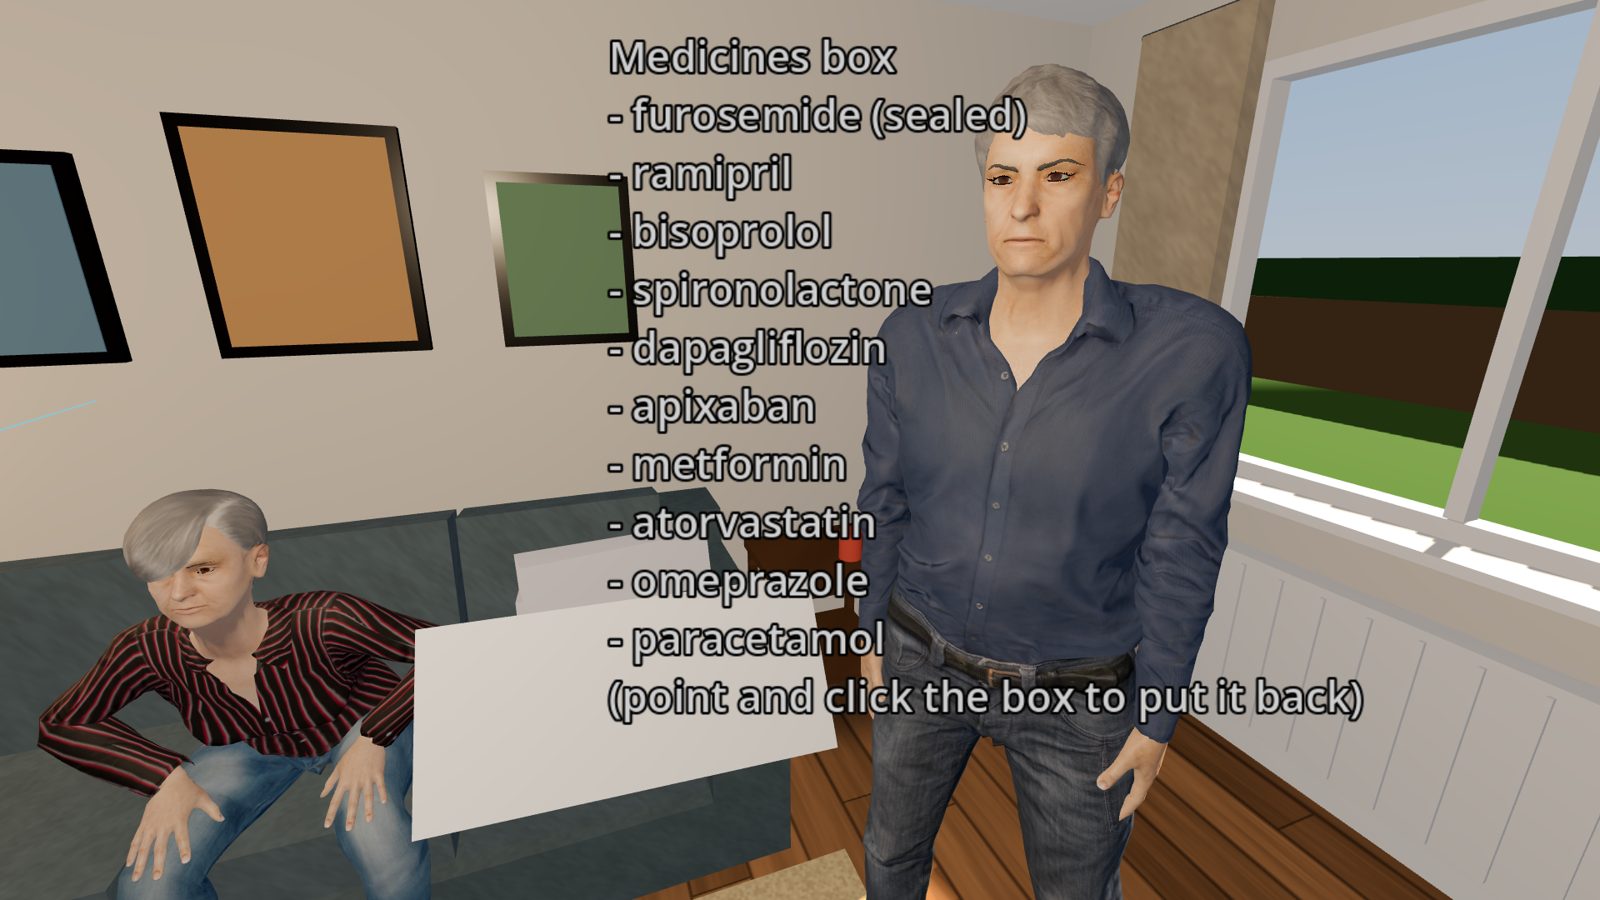 Medicines box
- furosemide (sealed)
- ramipril
- bisoprolol
- spironolactone
- dapagliflozin
- apixaban
- metformin
- atorvastatin
- omeprazole
- paracetamol
(point and click the box to put it back)